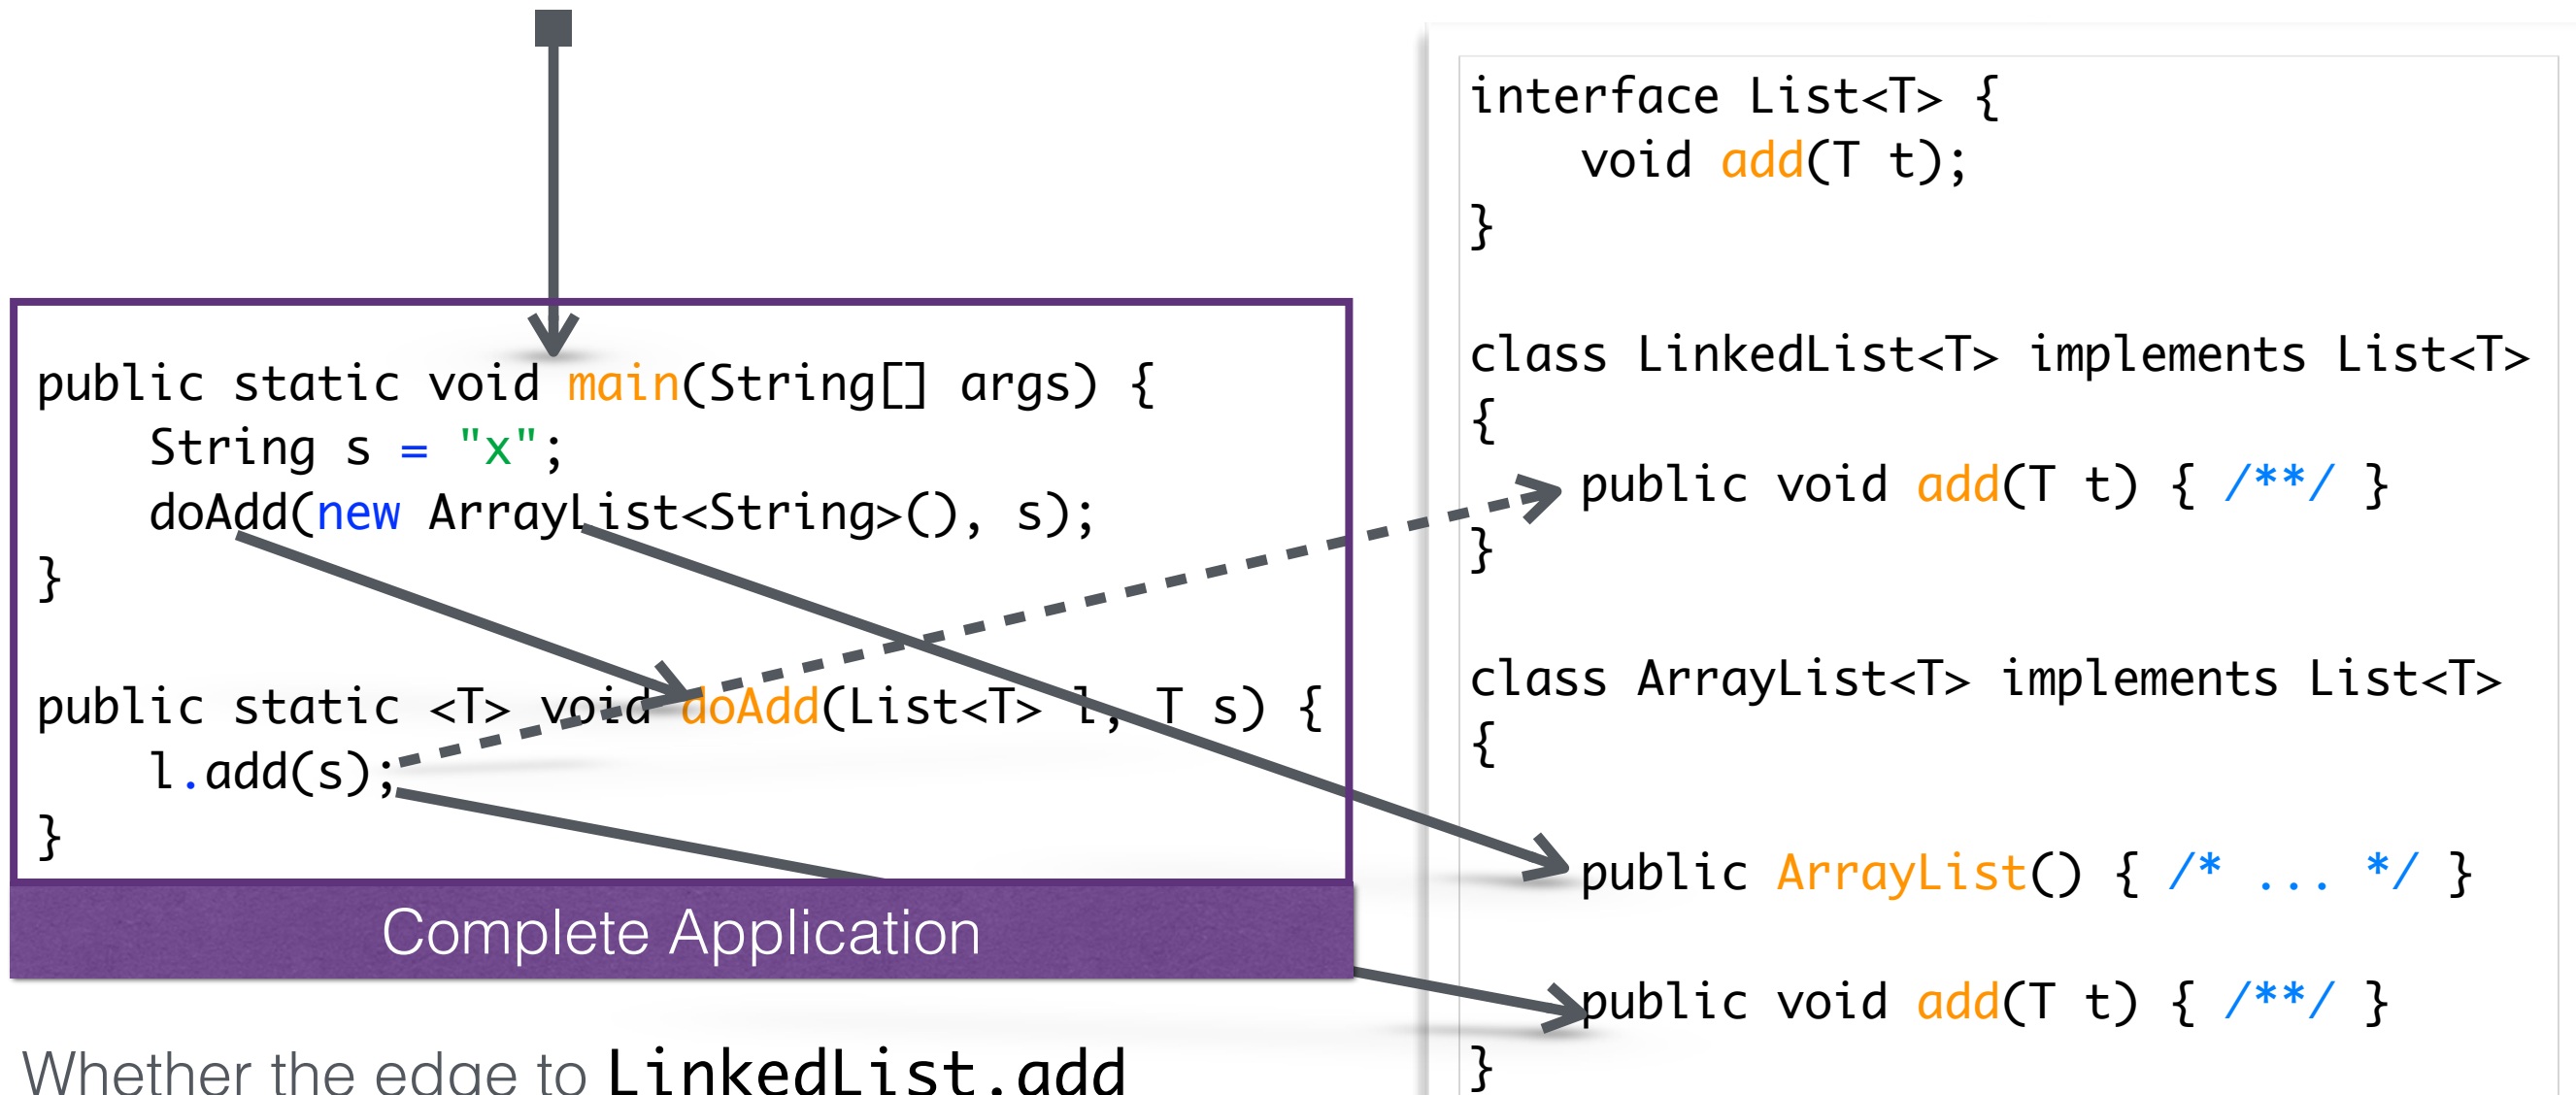 public static void main(String[] args) {
    String s = "x";
    doAdd(new ArrayList<String>(), s);
}
public static <T> void doAdd(List<T> l, T s) {
    l.add(s);
}
Complete Application
Whether the edge to LinkedList.add
interface List<T> {
    void add(T t);
}
class LinkedList<T> implements List<T>
{
    public void add(T t) { /**/ }
}
class ArrayList<T> implements List<T>
{
    public ArrayList() { /* ... */ }
    public void add(T t) { /**/ }
}